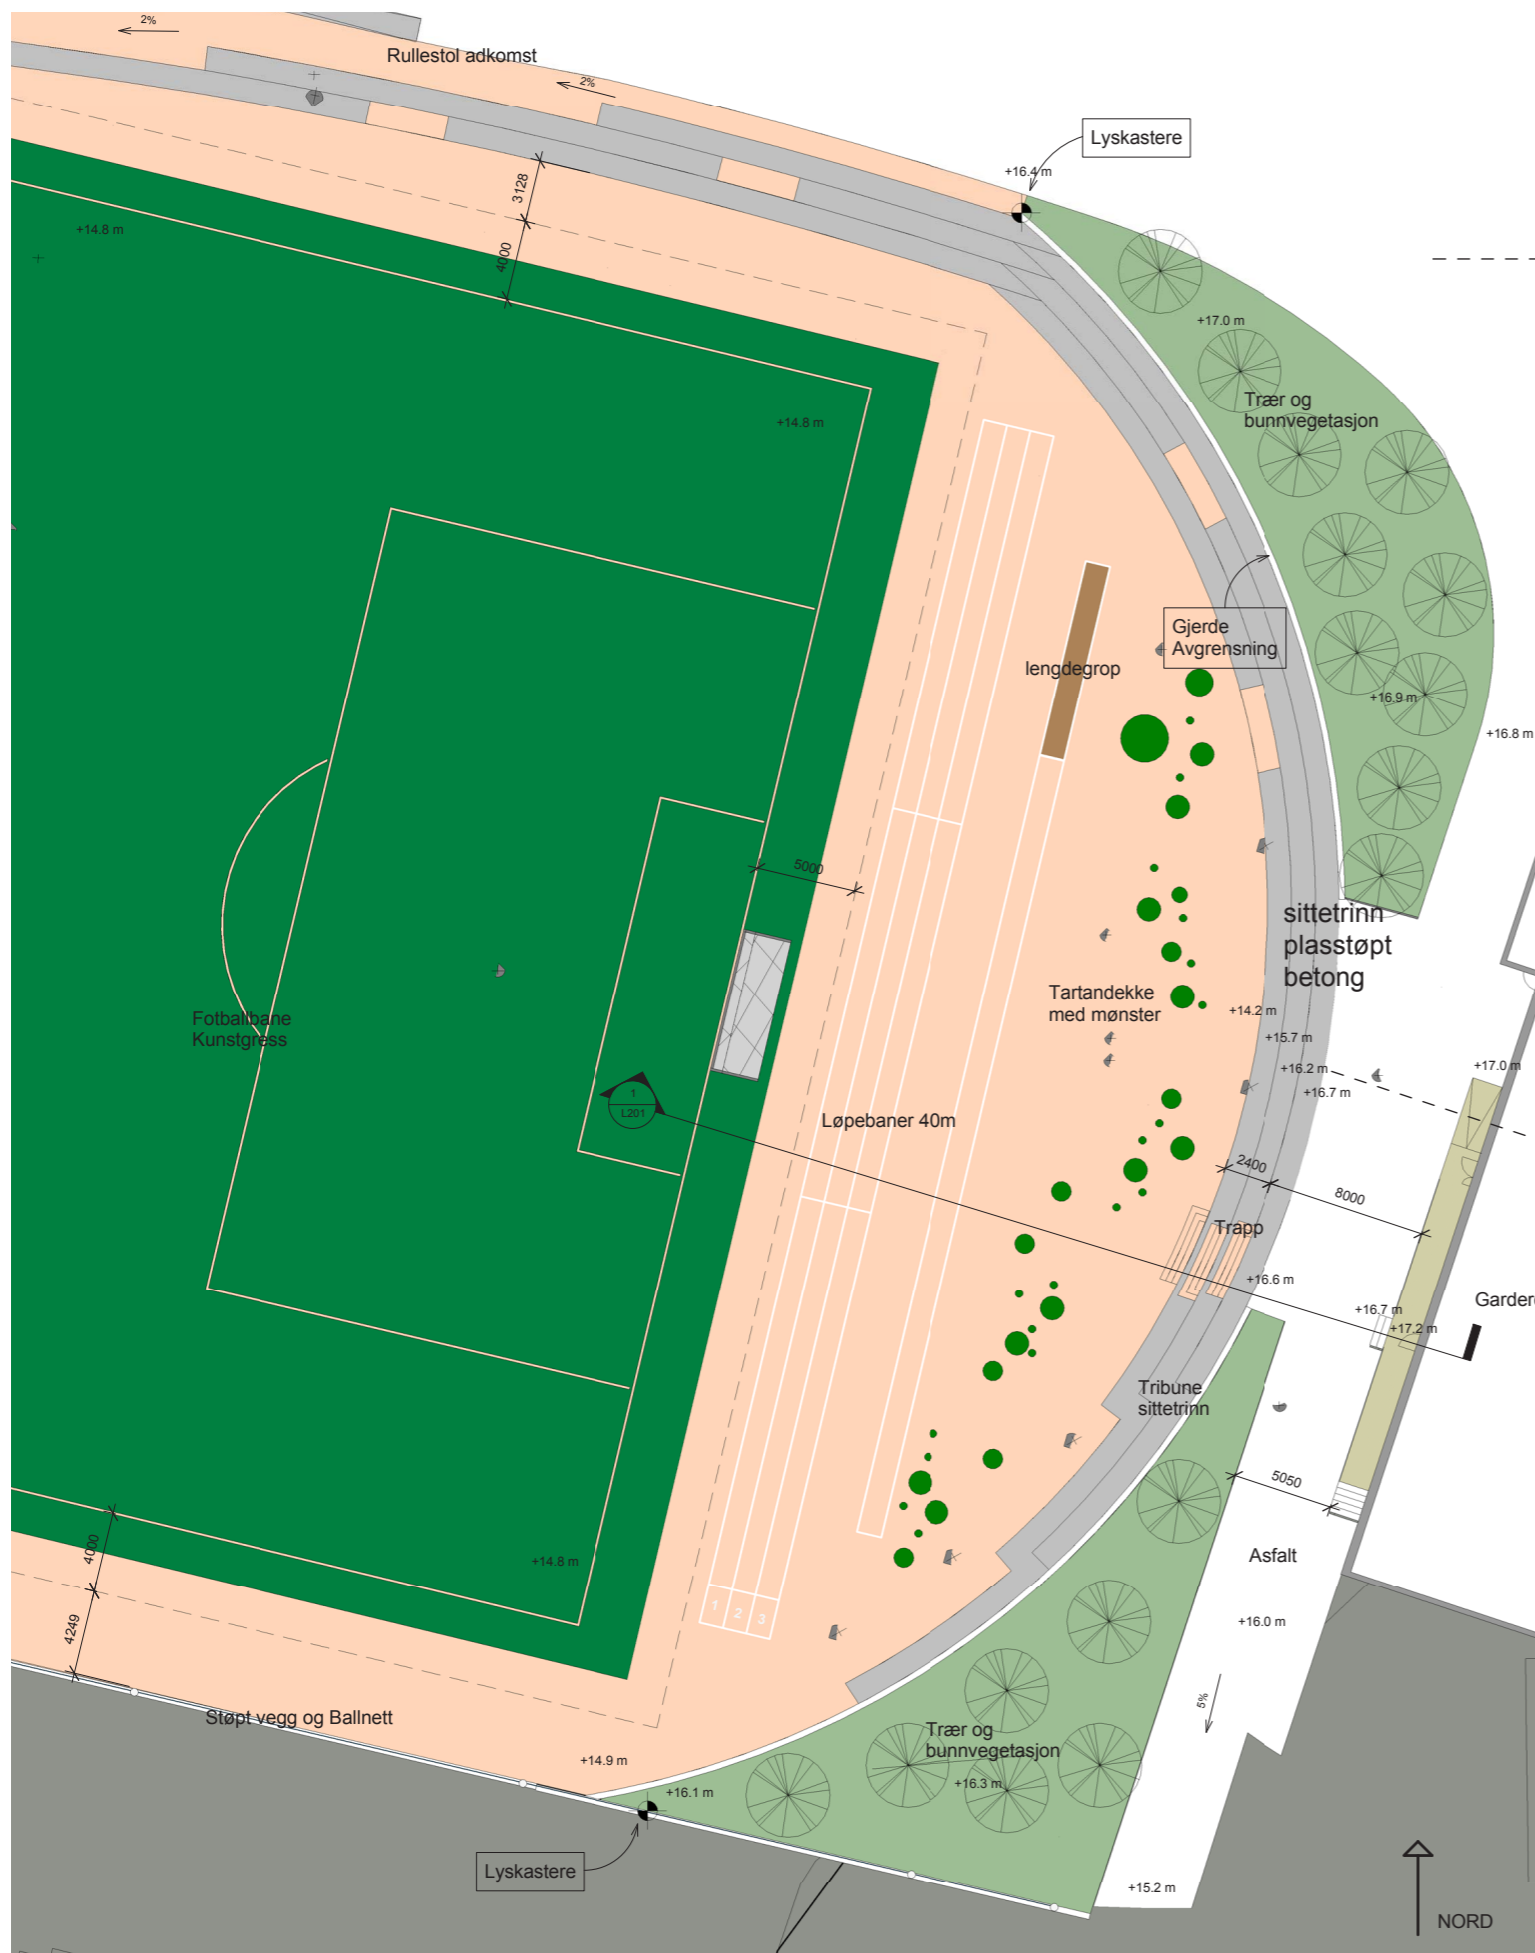 2%
Rullestol adkomst
2%
Lyskastere
+16.4 m
3128
+14.8 m
4000
+17.0 m
Trær og
bunnvegetasjon
+14.8 m
Gjerde
Avgrensning
lengdegrop
+16.9 m
+16.8 m
5000
sittetrinn
plasstøpt
betong
Tartandekke
med mønster
+14.2 m
Fotballbane
Kunstgress
+15.7 m
+16.2 m
+17.0 m
+16.7 m
1
L201
Løpebaner 40m
2400
8000
Trapp
+16.6 m
+16.7 m
+17.2 m
Garder
Tribune
sittetrinn
5050
4000
+14.8 m
Asfalt
1 2 3
+16.0 m
4249
5%
Støpt vegg og Ballnett
Trær og
bunnvegetasjon
+14.9 m
+16.3 m
+16.1 m
Lyskastere
+15.2 m
NORD